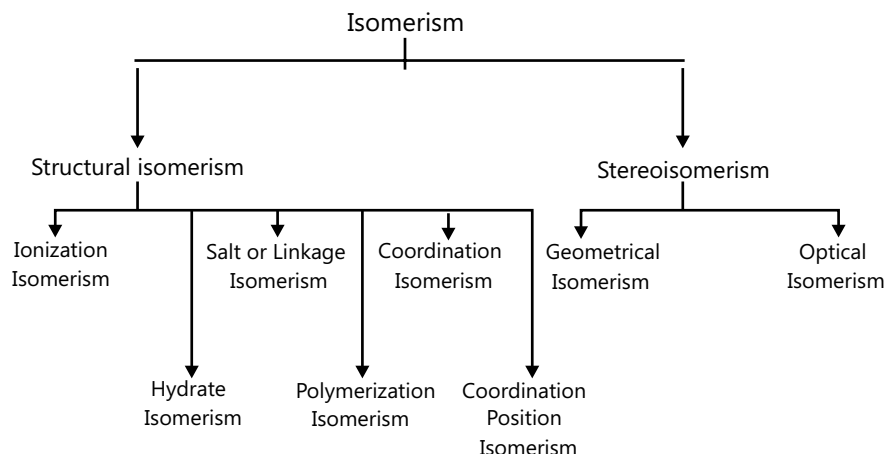 Isomerism
Structural isomerism
Stereoisomerism
Ionization
Isomerism
Salt or Linkage
Isomerism
Coordination
Isomerism
Geometrical
Isomerism
Optical
Isomerism
Hydrate
Isomerism
Polymerization
Isomerism
Coordination
Position
Isomerism